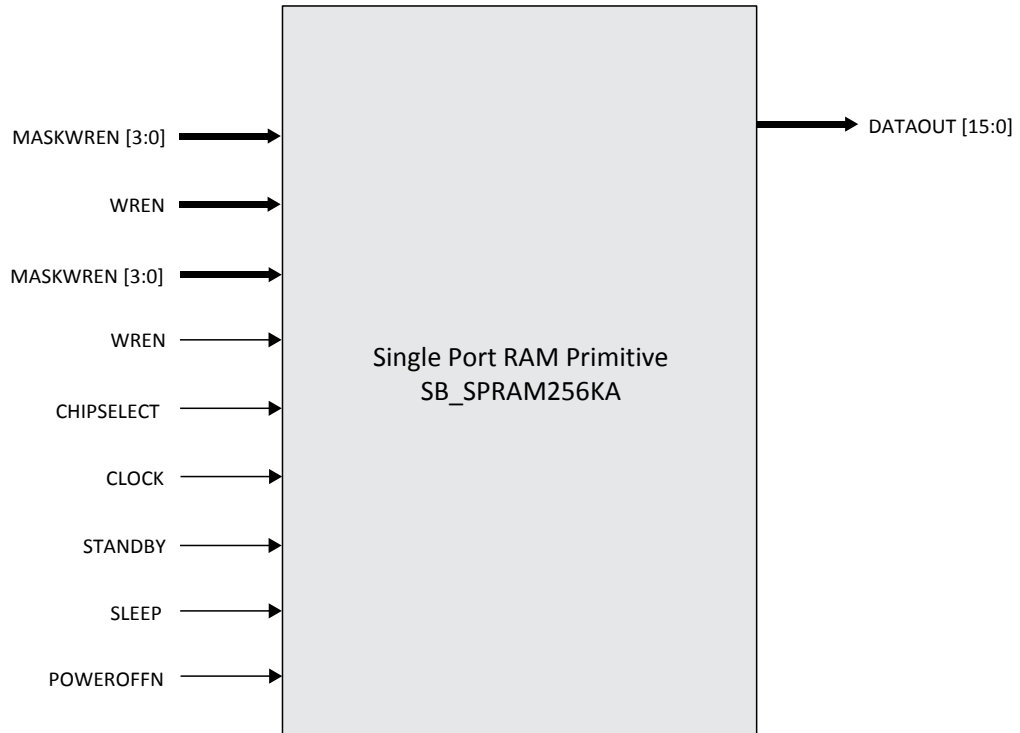 MASKWREN [3:0]
DATAOUT [15:0]
WREN
MASKWREN [3:0]
WREN
Single Port RAM Primitive
SB_SPRAM256KA
CHIPSELECT
CLOCK
STANDBY
SLEEP
POWEROFFN